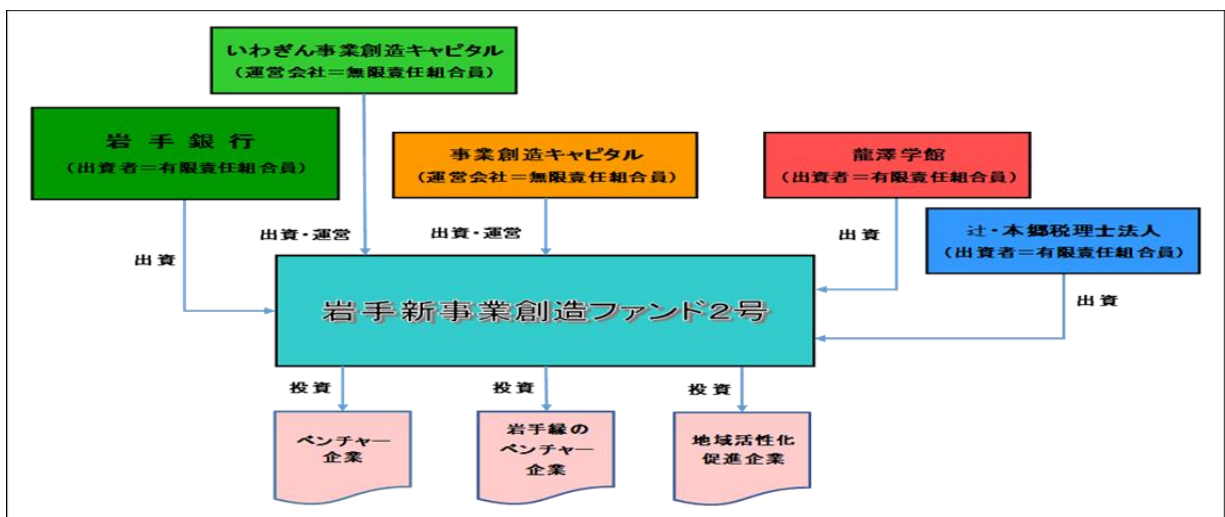 いわぎん事業創造キャピタル
(運営会社=無限責任組合員)
岩手銀行
(出資者=有限責任組合員)
事業創造キャピタル
(運営会社=無限責任組合員)
龍澤学館
(出資者=有限責任組合員)
辻・本郷税理士法人
(出資者=有限責任組合員)
出資
出資・運営
出資・運営
出資
出資
岩手新事業創造ファンド2号
投資
投資
投資
ベンチャー
企業
岩手縁の
ベンチャー
企業
地域活性化
促進企業